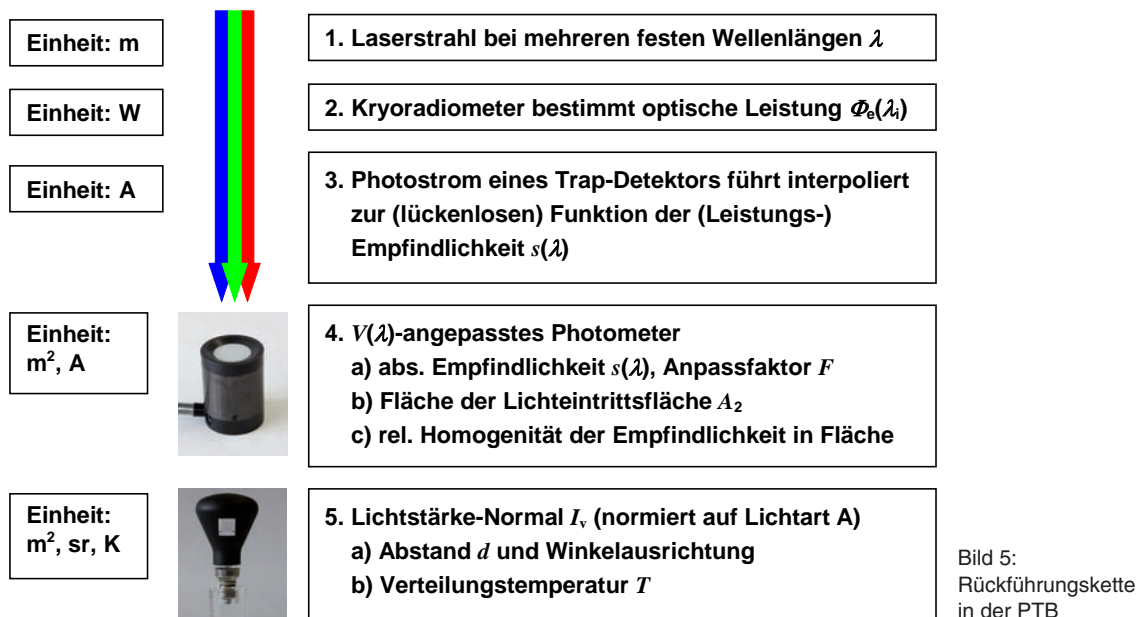 Einheit: m
1. Laserstrahl bei mehreren festen Wellenlängen λ
Einheit: W
2. Kryoradiometer bestimmt optische Leistung Φe(λi)
Einheit: A
3. Photostrom eines Trap-Detektors führt interpoliert
zur (lückenlosen) Funktion der (Leistungs-)
Empfindlichkeit s(λ)
Einheit:
m², A
4. V(λ)-angepasstes Photometer
a) abs. Empfindlichkeit s(λ), Anpassfaktor F
b) Fläche der Lichteintrittsfläche A₂
c) rel. Homogenität der Empfindlichkeit in Fläche
Einheit:
m², sr, K
5. Lichtstärke-Normal Iv (normiert auf Lichtart A)
a) Abstand d und Winkelausrichtung
b) Verteilungstemperatur T
Bild 5:
Rückführungskette
in der PTB